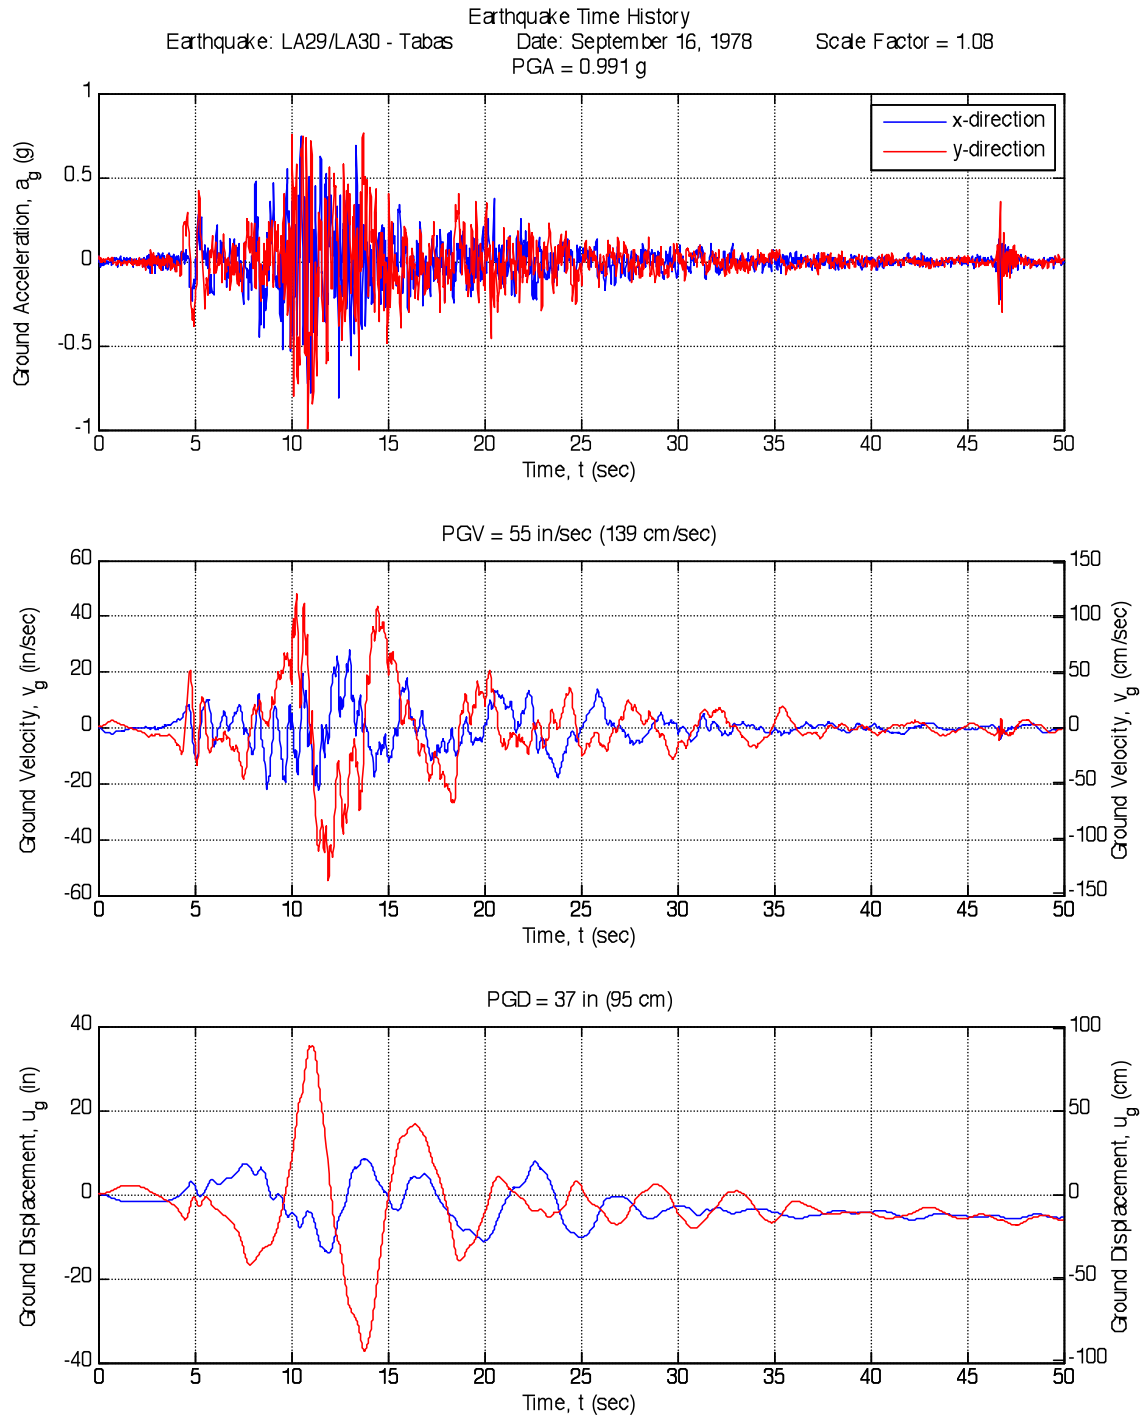 Earthquake Time History
Earthquake: LA29/LA30 - Tabas Date: September 16, 1978 Scale Factor = 1.08
PGA = 0.991 g
1
0.5
0
-0.5
-1
Ground Acceleration, a_g (g)
x-direction
y-direction
0 5 10 15 20 25 30 35 40 45 50
Time, t (sec)
PGV = 55 in/sec (139 cm/sec)
60
40
20
0
-20
-40
-60
Ground Velocity, v_g (in/sec)
150
100
50
0
-50
-100
-150
Ground Velocity, v_g (cm/sec)
0 5 10 15 20 25 30 35 40 45 50
Time, t (sec)
PGD = 37 in (95 cm)
40
20
0
-20
-40
Ground Displacement, u_g (in)
100
50
0
-50
-100
Ground Displacement, u_g (cm)
0 5 10 15 20 25 30 35 40 45 50
Time, t (sec)